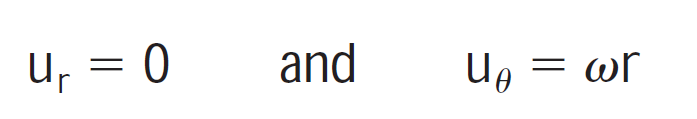 u_r = 0 and u_θ = ωr